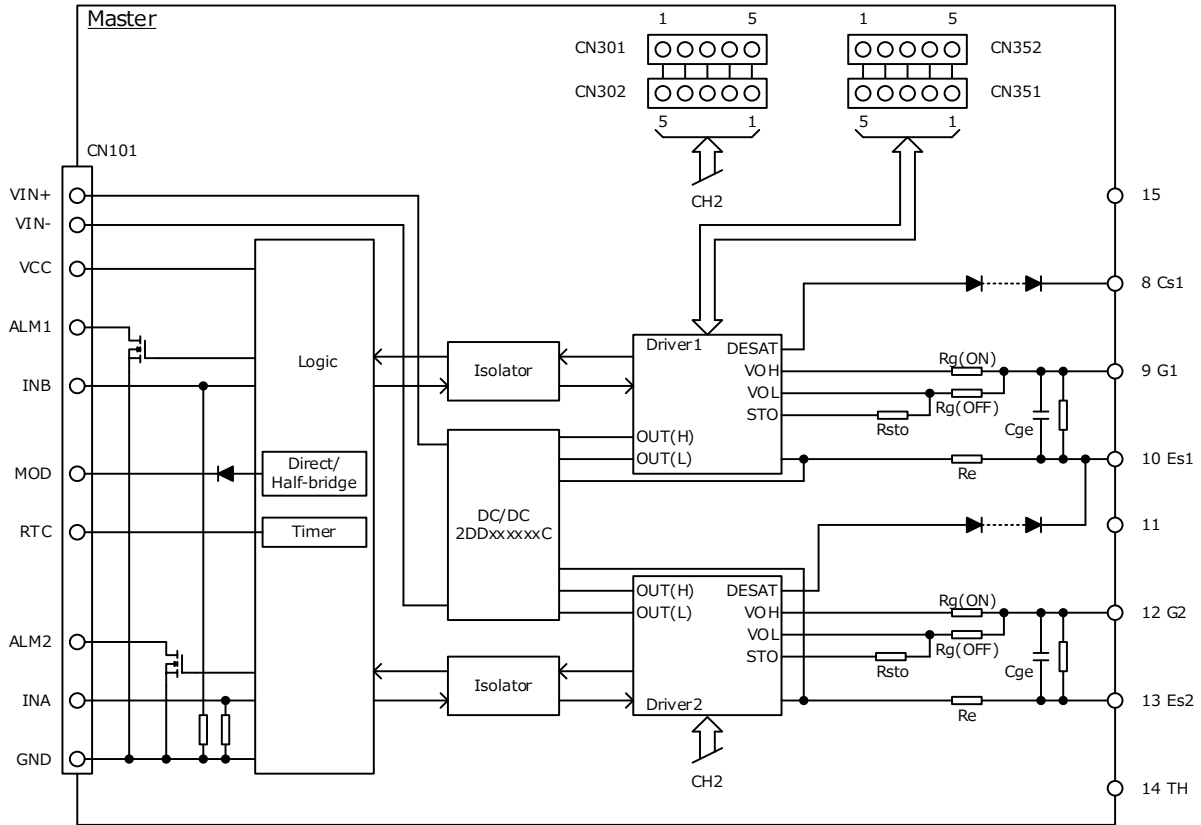 Master
1 5
1 5
CN301
CN352
CN302
CN351
5 1
5 1
CH2
CN101
VIN+
VIN-
VCC
ALM1
INB
MOD
RTC
ALM2
INA
GND
Logic
Direct/
Half-bridge
Timer
Isolator
DC/DC
2DDxxxxxxC
Isolator
Driver1
DESAT
VOH
VOL
STO
OUT(H)
OUT(L)
Rg(ON)
Rg(OFF)
Rsto
Cge
Re
OUT(H)
OUT(L)
DESAT
VOH
VOL
STO
Driver2
Rg(ON)
Rg(OFF)
Rsto
Cge
Re
CH2
15
8 Cs1
9 G1
10 Es1
11
12 G2
13 Es2
14 TH